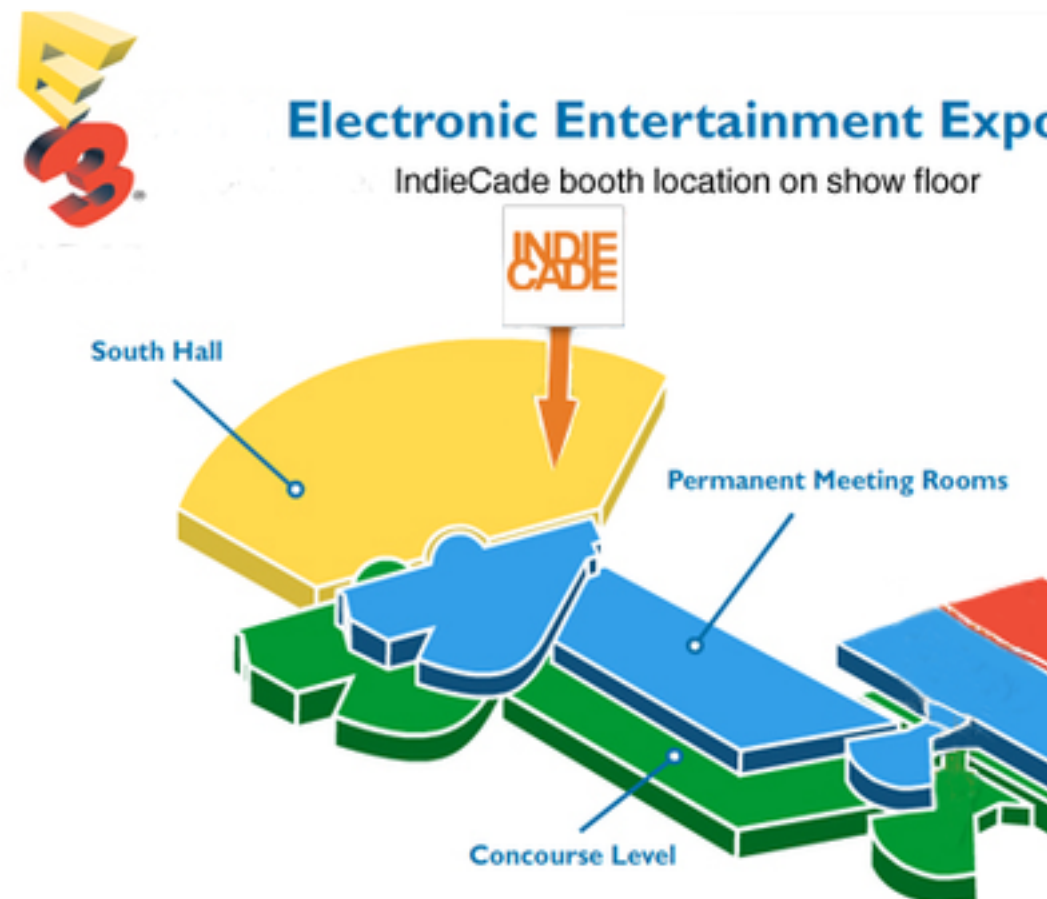 E3
Electronic Entertainment Expo
IndieCade booth location on show floor
INDIE
CADE
South Hall
Permanent Meeting Rooms
Concourse Level